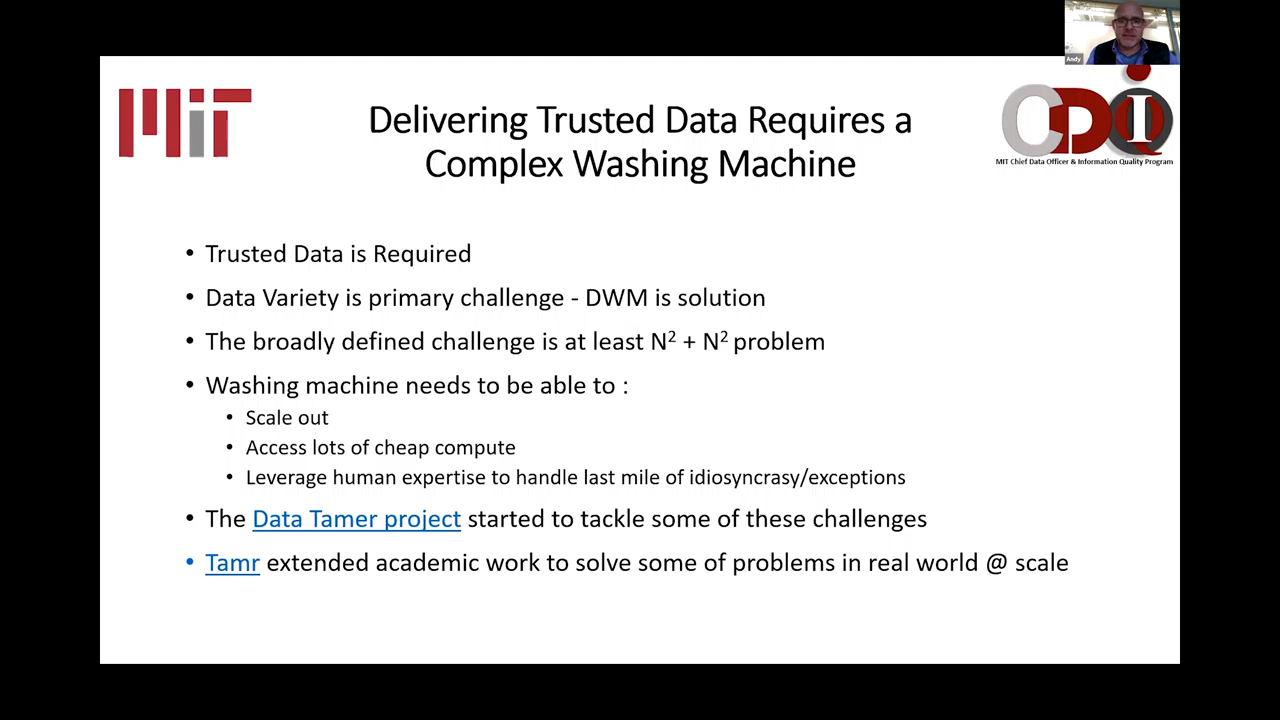 Andy
MIT
CDIQ
Delivering Trusted Data Requires a
Complex Washing Machine
MIT Chief Data Officer & Information Quality Program
• Trusted Data is Required
• Data Variety is primary challenge - DWM is solution
• The broadly defined challenge is at least N² + N² problem
• Washing machine needs to be able to :
• Scale out
• Access lots of cheap compute
• Leverage human expertise to handle last mile of idiosyncrasy/exceptions
• The Data Tamer project started to tackle some of these challenges
• Tamr extended academic work to solve some of problems in real world @ scale